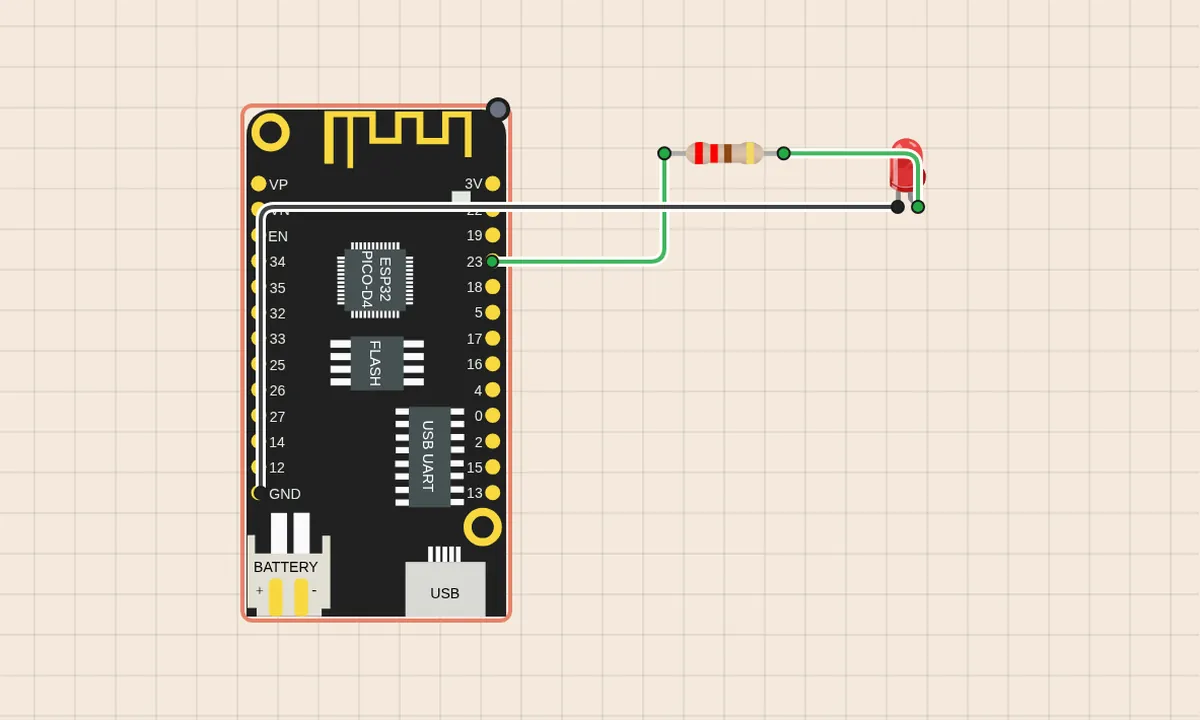 VP
3V
VN
22
EN
19
34
23
35
18
32
5
33
17
25
16
26
4
27
0
14
2
12
15
GND
13
ESP32
PICO-D4
FLASH
USB UART
BATTERY
+ -
USB